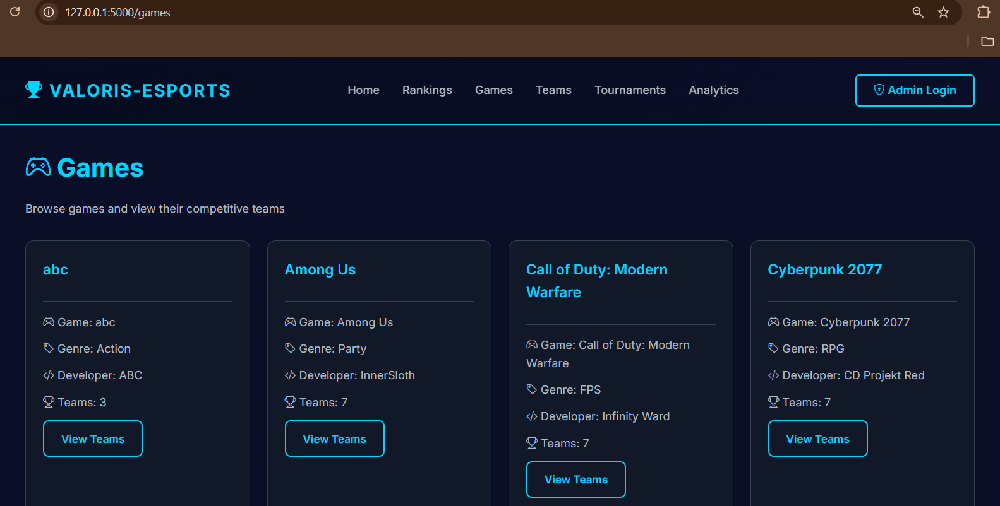 127.0.0.1:5000/games
VALORIS-ESPORTS
Home
Rankings
Games
Teams
Tournaments
Analytics
Admin Login
Games
Browse games and view their competitive teams
abc
Game: abc
Genre: Action
Developer: ABC
Teams: 3
View Teams
Among Us
Game: Among Us
Genre: Party
Developer: InnerSloth
Teams: 7
View Teams
Call of Duty: Modern
Warfare
Game: Call of Duty: Modern
Warfare
Genre: FPS
Developer: Infinity Ward
Teams: 7
View Teams
Cyberpunk 2077
Game: Cyberpunk 2077
Genre: RPG
Developer: CD Projekt Red
Teams: 7
View Teams